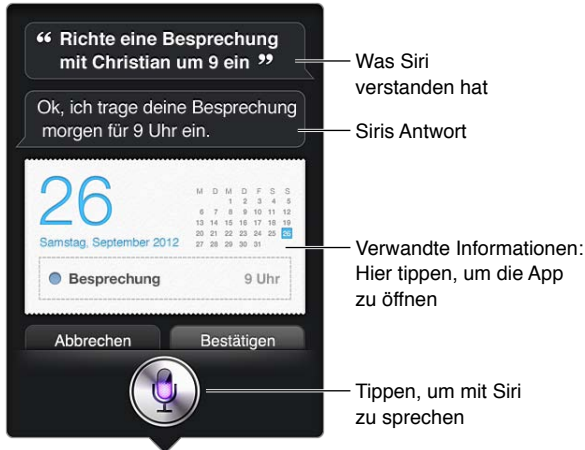 “ Richte eine Besprechung
mit Christian um 9 ein ”
Was Siri
verstanden hat
Ok, ich trage deine Besprechung
morgen für 9 Uhr ein.
Siris Antwort
26
Samstag, September 2012
M D M D F S S
1 2 3 4 5
6 7 8 9 10 11 12
13 14 15 16 17 18 19
20 21 22 23 24 25 26
27 28 29 30 31
Besprechung 9 Uhr
Verwandte Informationen:
Hier tippen, um die App
zu öffnen
Abbrechen Bestätigen
Tippen, um mit Siri
zu sprechen